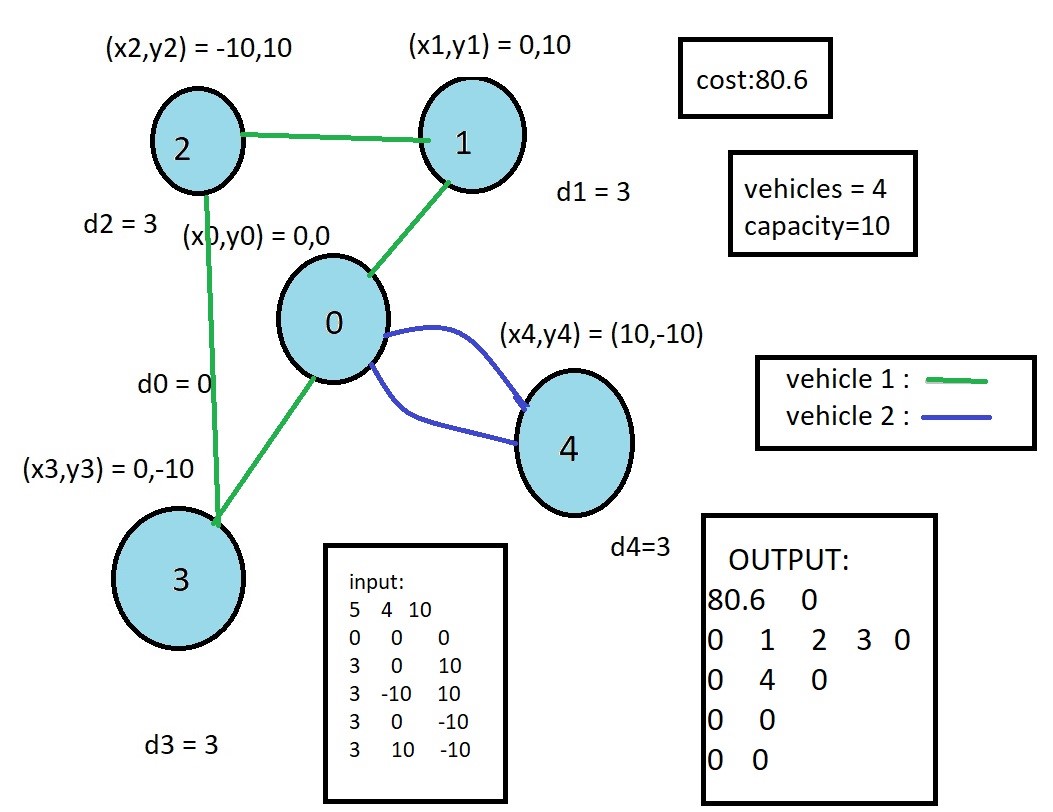 (x2,y2) = -10,10
(x1,y1) = 0,10
cost:80.6
2
1
vehicles = 4
capacity=10
d1 = 3
d2 = 3
(x0,y0) = 0,0
0
(x4,y4) = (10,-10)
d0 = 0
vehicle 1 :
vehicle 2 :
4
(x3,y3) = 0,-10
3
d4=3
d3 = 3
input:
5 4 10
0 0 0
3 0 10
3 -10 10
3 0 -10
3 10 -10
OUTPUT:
80.6 0
0 1 2 3 0
0 4 0
0 0
0 0